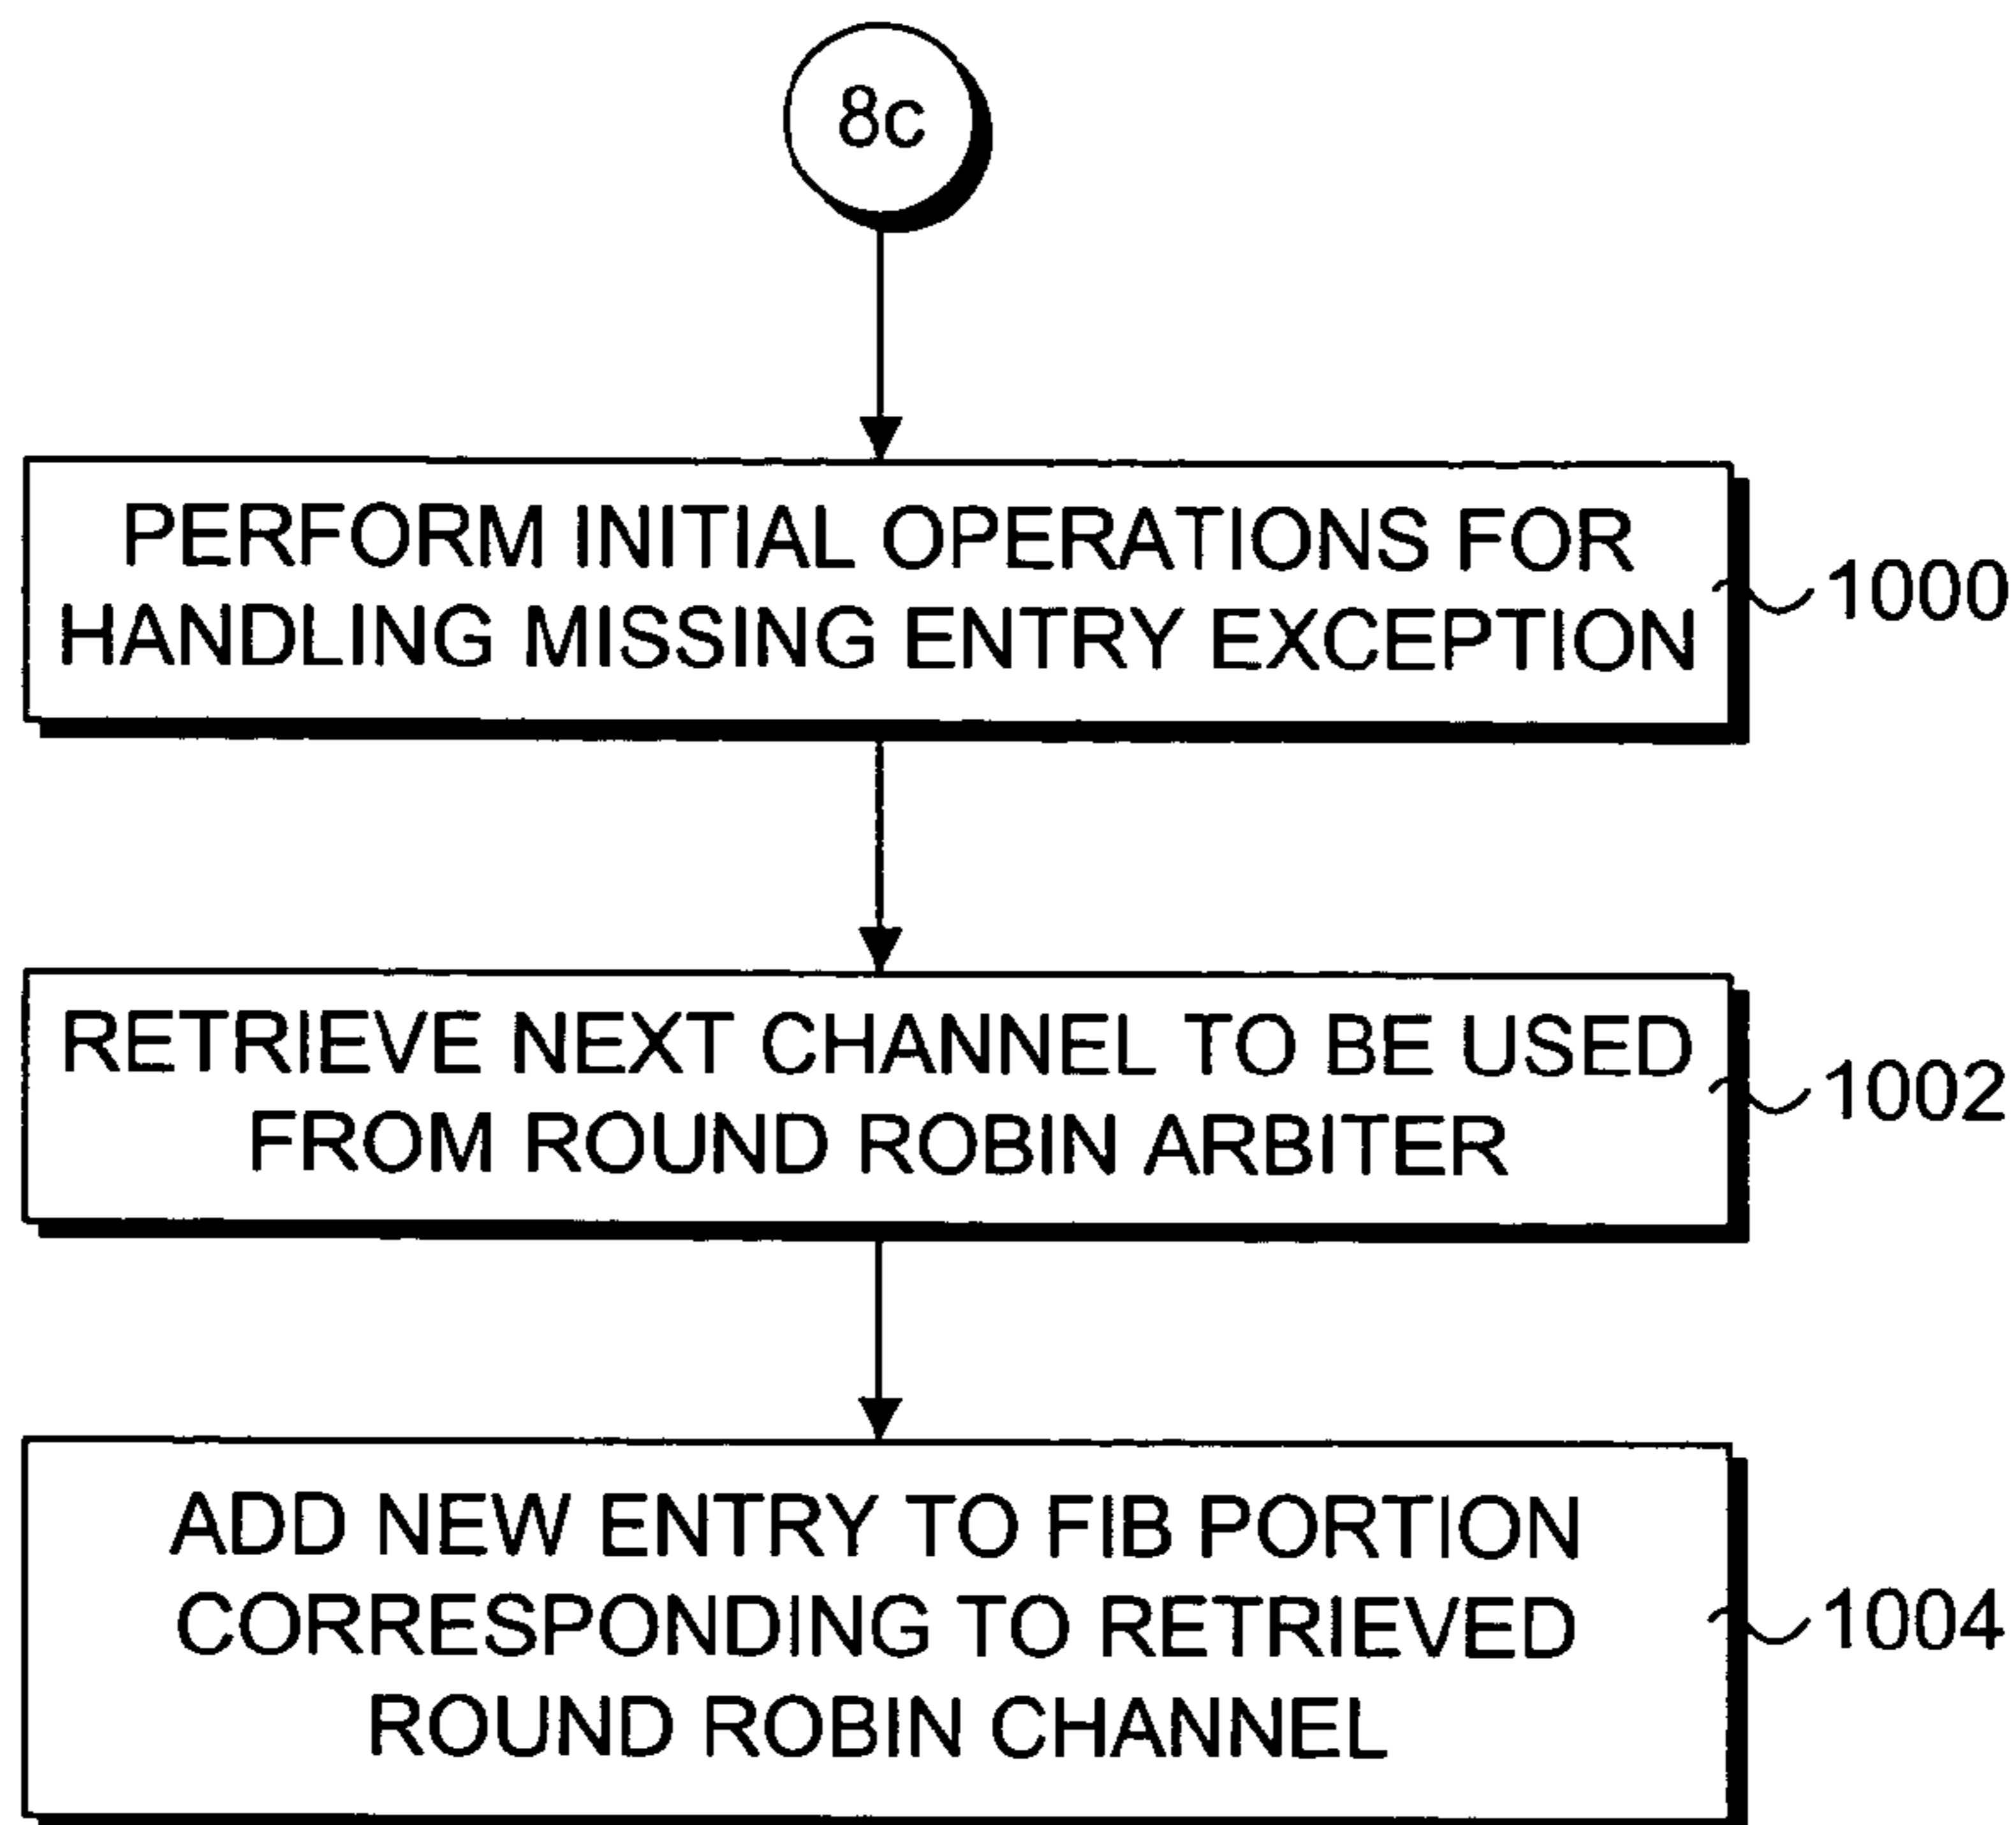 8c
PERFORM INITIAL OPERATIONS FOR
HANDLING MISSING ENTRY EXCEPTION
1000
RETRIEVE NEXT CHANNEL TO BE USED
FROM ROUND ROBIN ARBITER
1002
ADD NEW ENTRY TO FIB PORTION
CORRESPONDING TO RETRIEVED
ROUND ROBIN CHANNEL
1004